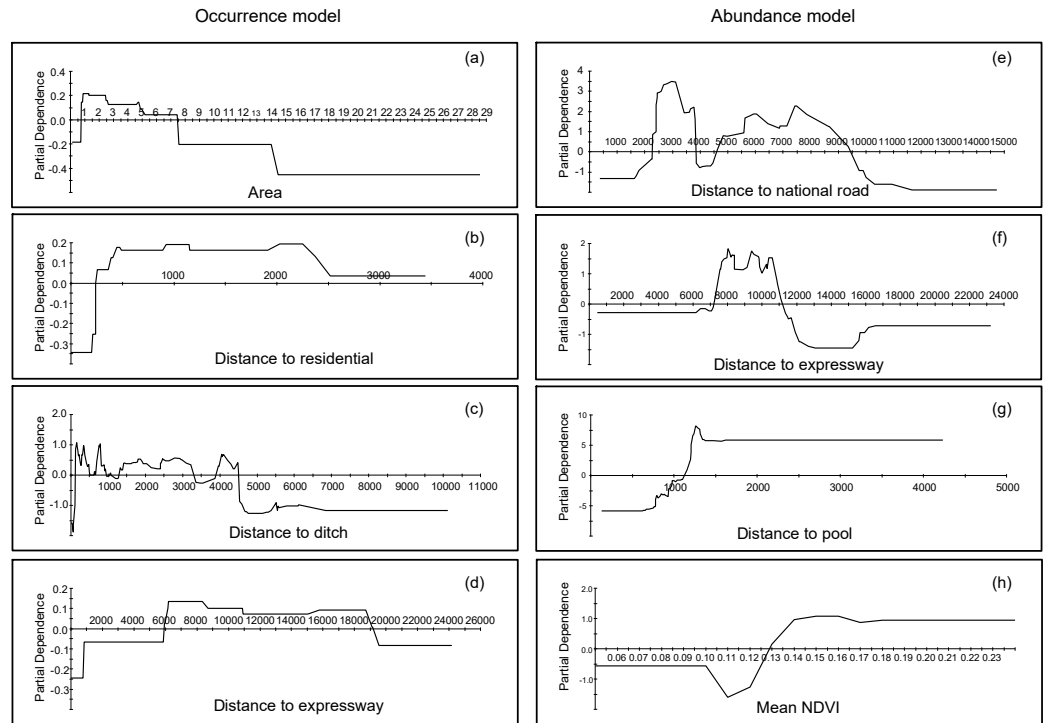 Occurrence model
Abundance model
(a)
Partial Dependence
0.4
0.2
0.0
-0.2
-0.4
1 2 3 4 5 6 7 8 9 10 11 12 13 14 15 16 17 18 19 20 21 22 23 24 25 26 27 28 29
Area
(b)
Partial Dependence
0.2
0.1
0.0
-0.1
-0.2
-0.3
1000 2000 3000 4000
Distance to residential
(c)
Partial Dependence
2.0
1.0
0.0
-1.0
1000 2000 3000 4000 5000 6000 7000 8000 9000 10000 11000
Distance to ditch
(d)
Partial Dependence
0.2
0.1
0.0
-0.1
-0.2
-0.3
2000 4000 6000 8000 10000 12000 14000 16000 18000 20000 22000 24000 26000
Distance to expressway
(e)
Partial Dependence
4
3
2
1
0
-1
1000 2000 3000 4000 5000 6000 7000 8000 9000 10000 11000 12000 13000 14000 15000
Distance to national road
(f)
Partial Dependence
2
1
0
-1
2000 4000 6000 8000 10000 12000 14000 16000 18000 20000 22000 24000
Distance to expressway
(g)
Partial Dependence
10
5
0
-5
1000 2000 3000 4000 5000
Distance to pool
(h)
Partial Dependence
2.0
1.0
0.0
-1.0
0.06 0.07 0.08 0.09 0.10 0.11 0.12 0.13 0.14 0.15 0.16 0.17 0.18 0.19 0.20 0.21 0.22 0.23
Mean NDVI